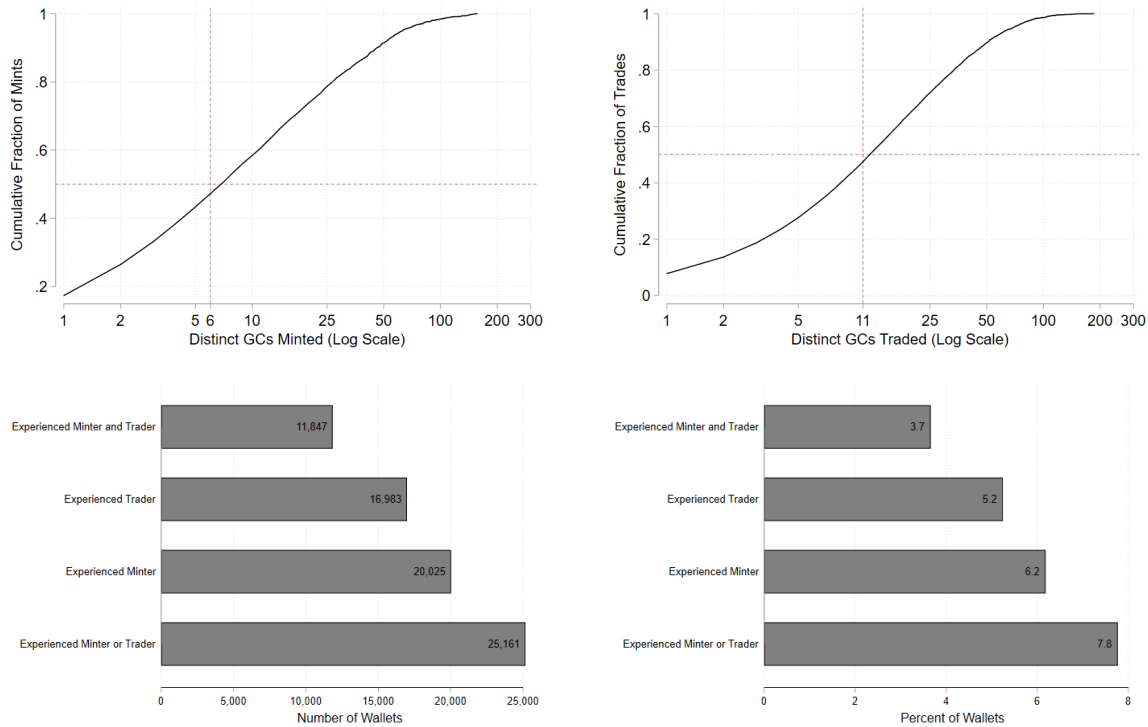 Cumulative Fraction of Mints
1
.8
.6
.4
.2
1 2 5 6 10 25 50 100 200 300
Distinct GCs Minted (Log Scale)
Cumulative Fraction of Trades
1
.8
.6
.4
.2
0
1 2 5 11 25 50 100 200 300
Distinct GCs Traded (Log Scale)
Experienced Minter and Trader 11,847
Experienced Trader 16,983
Experienced Minter 20,025
Experienced Minter or Trader 25,161
0 5,000 10,000 15,000 20,000 25,000
Number of Wallets
Experienced Minter and Trader 3.7
Experienced Trader 5.2
Experienced Minter 6.2
Experienced Minter or Trader 7.8
0 2 4 6 8
Percent of Wallets